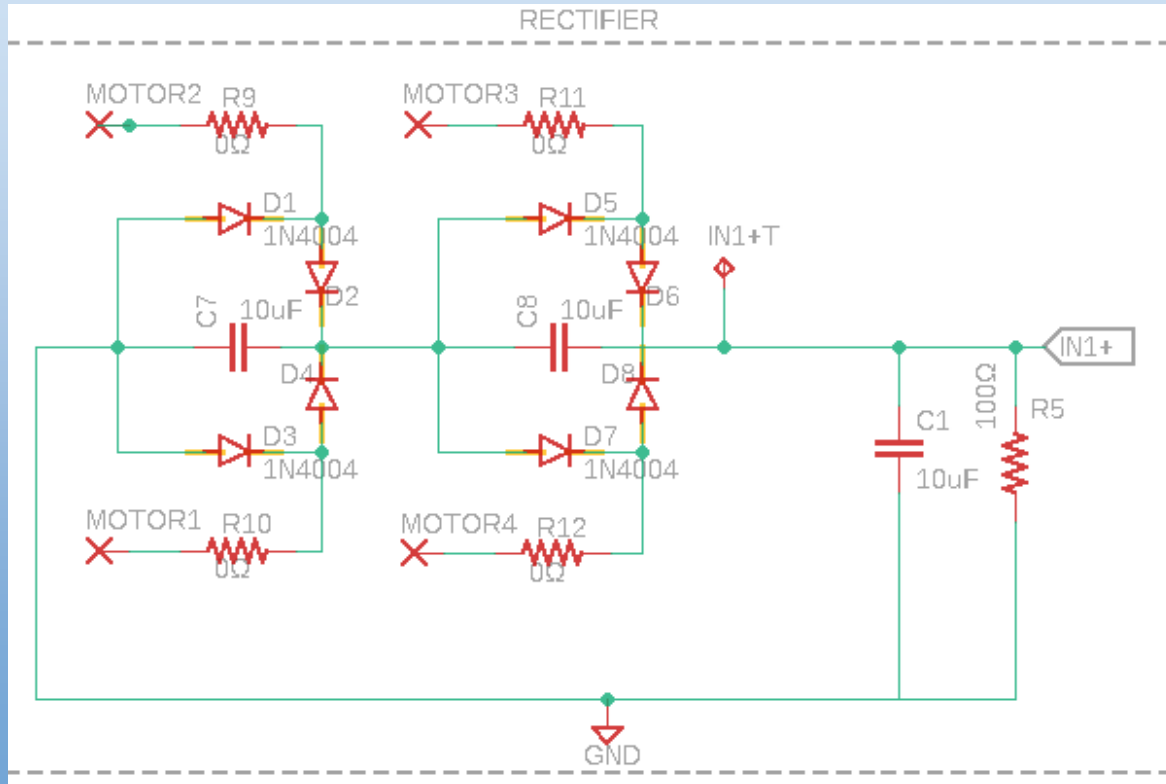 RECTIFIER
MOTOR2
R9
0Ω
MOTOR3
R11
0Ω
D1
1N4004
D5
1N4004
IN1+T
D2
D6
C7
10uF
C8
10uF
IN1+
D4
D8
100Ω
R5
C1
10uF
D3
1N4004
D7
1N4004
MOTOR1
R10
0Ω
MOTOR4
R12
0Ω
GND